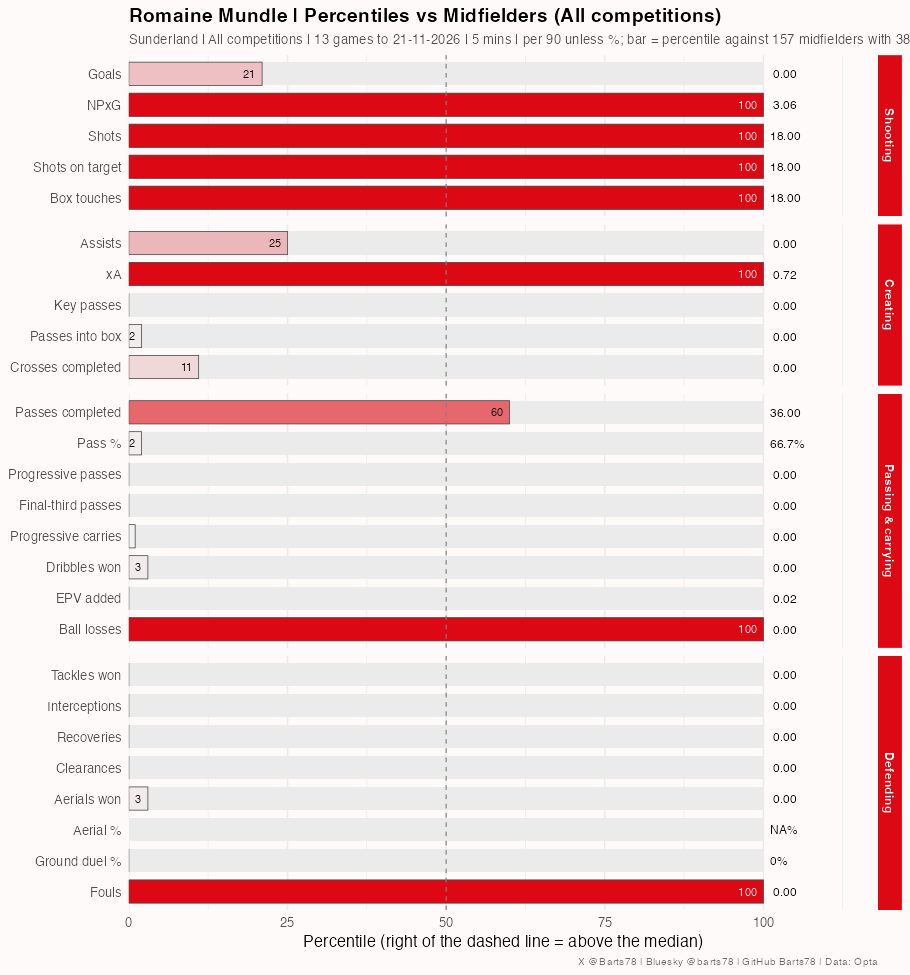 Romaine Mundle | Percentiles vs Midfielders (All competitions)
Sunderland | All competitions | 13 games to 21-11-2026 | 5 mins | per 90 unless %; bar = percentile against 157 midfielders with 38
Shooting
Goals 21 0.00
NPxG 100 3.06
Shots 100 18.00
Shots on target 100 18.00
Box touches 100 18.00
Creating
Assists 25 0.00
xA 100 0.72
Key passes 0.00
Passes into box 2 0.00
Crosses completed 11 0.00
Passing & carrying
Passes completed 60 36.00
Pass % 2 66.7%
Progressive passes 0.00
Final-third passes 0.00
Progressive carries 0.00
Dribbles won 3 0.00
EPV added 0.02
Ball losses 100 0.00
Defending
Tackles won 0.00
Interceptions 0.00
Recoveries 0.00
Clearances 0.00
Aerials won 3 0.00
Aerial % NA%
Ground duel % 0%
Fouls 100 0.00
0 25 50 75 100
Percentile (right of the dashed line = above the median)
X @Barts78 | Bluesky @barts78 | GitHub Barts78 | Data: Opta